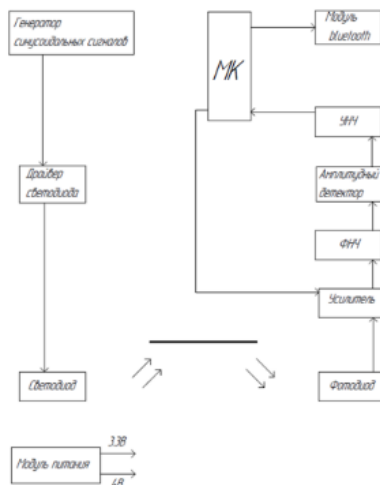 Генератор
синусоидальных сигналов
Модуль
bluetooth
МК
УНЧ
Драйвер
светодиода
Амплитудный
детектор
ФНЧ
Усилитель
Светодиод
Фотодиод
Модуль питания
3.3В
4В